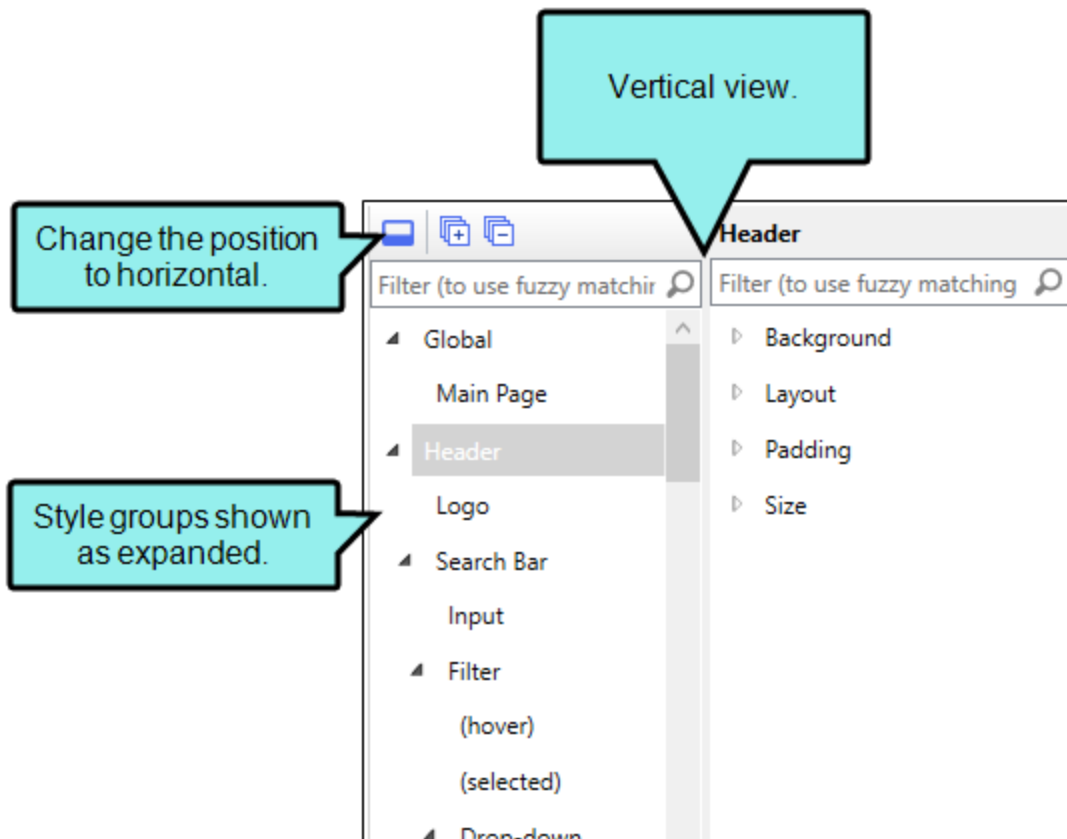 Vertical view.
Change the position
to horizontal.
Header
Filter (to use fuzzy matchir
Filter (to use fuzzy matching
Global
Main Page
Header
Logo
Search Bar
Input
Filter
(hover)
(selected)
Drop-down
Style groups shown
as expanded.
Background
Layout
Padding
Size